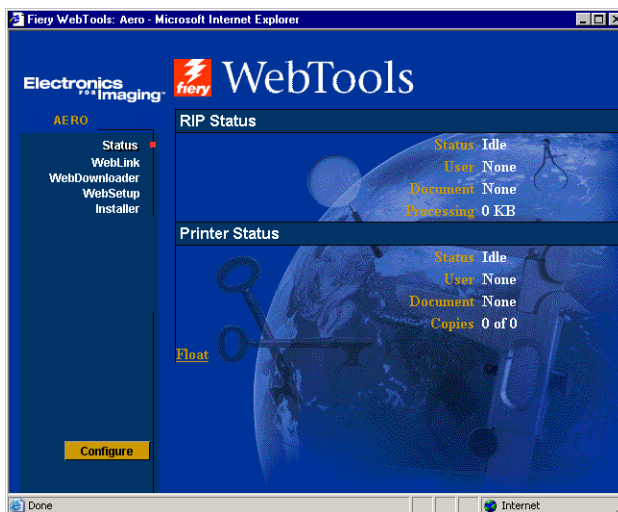 Fiery WebTools: Aero - Microsoft Internet Explorer
Electronics
FOR Imaging
fiery
WebTools
AERO
Status
WebLink
WebDownloader
WebSetup
Installer
RIP Status
Status Idle
User None
Document None
Processing 0 KB
Printer Status
Status Idle
User None
Document None
Copies 0 of 0
Float
Configure
Done
Internet